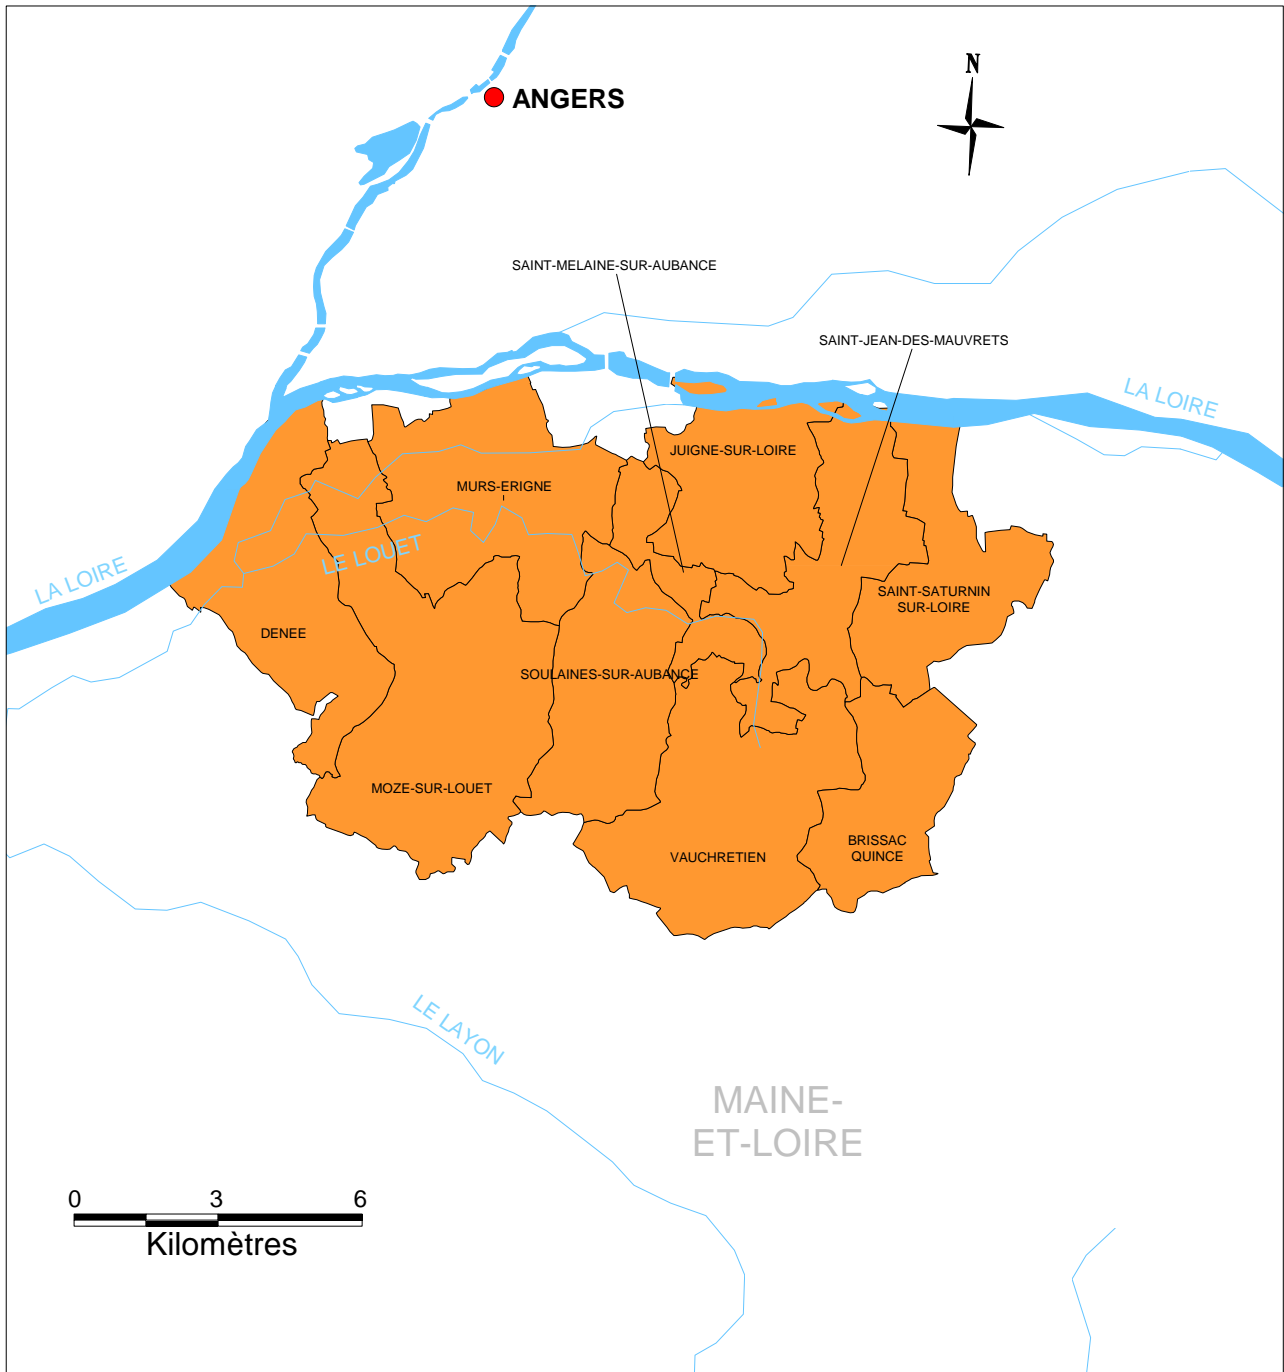 N
ANGERS
SAINT-MELAINE-SUR-AUBANCE
SAINT-JEAN-DES-MAUVRETS
LA LOIRE
JUIGNE-SUR-LOIRE
MURS-ERIGNE
LE LOUET
LA LOIRE
SAINT-SATURNIN
SUR-LOIRE
DENEE
SOULAINES-SUR-AUBANCE
MOZE-SUR-LOUET
BRISSAC
QUINCE
VAUCHRETIEN
LE LAYON
MAINE-
ET-LOIRE
0 3 6
Kilomètres